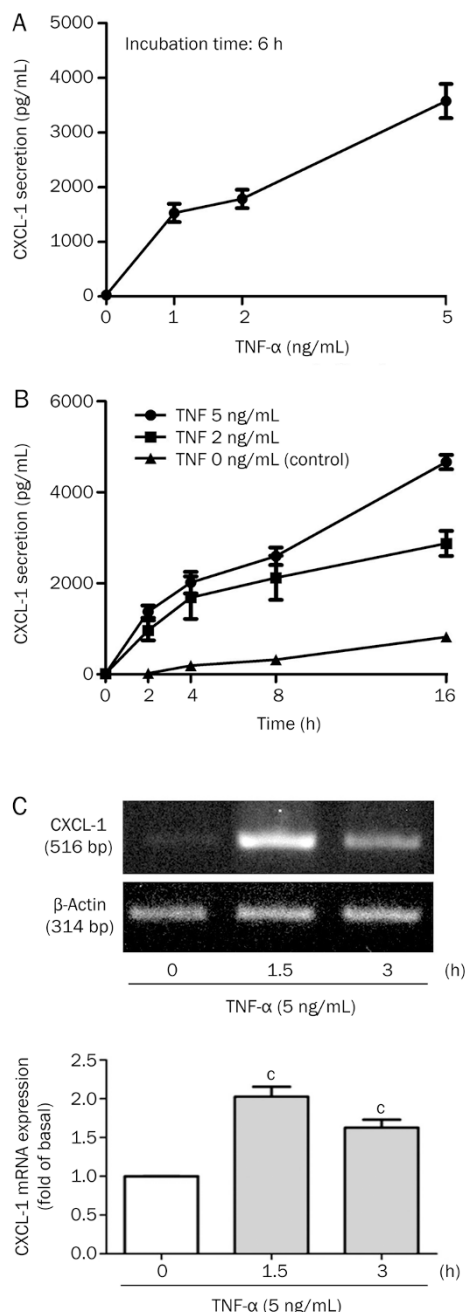 A
Incubation time: 6 h
CXCL-1 secretion (pg/mL)
5000
4000
3000
2000
1000
0
0 1 2 5
TNF-α (ng/mL)
B
TNF 5 ng/mL
TNF 2 ng/mL
TNF 0 ng/mL (control)
CXCL-1 secretion (pg/mL)
6000
4000
2000
0
0 2 4 8 16
Time (h)
C
CXCL-1
(516 bp)
β-Actin
(314 bp)
0 1.5 3 (h)
TNF-α (5 ng/mL)
CXCL-1 mRNA expression
(fold of basal)
2.5
2.0
1.5
1.0
0.5
0.0
c
c
0 1.5 3 (h)
TNF-α (5 ng/mL)